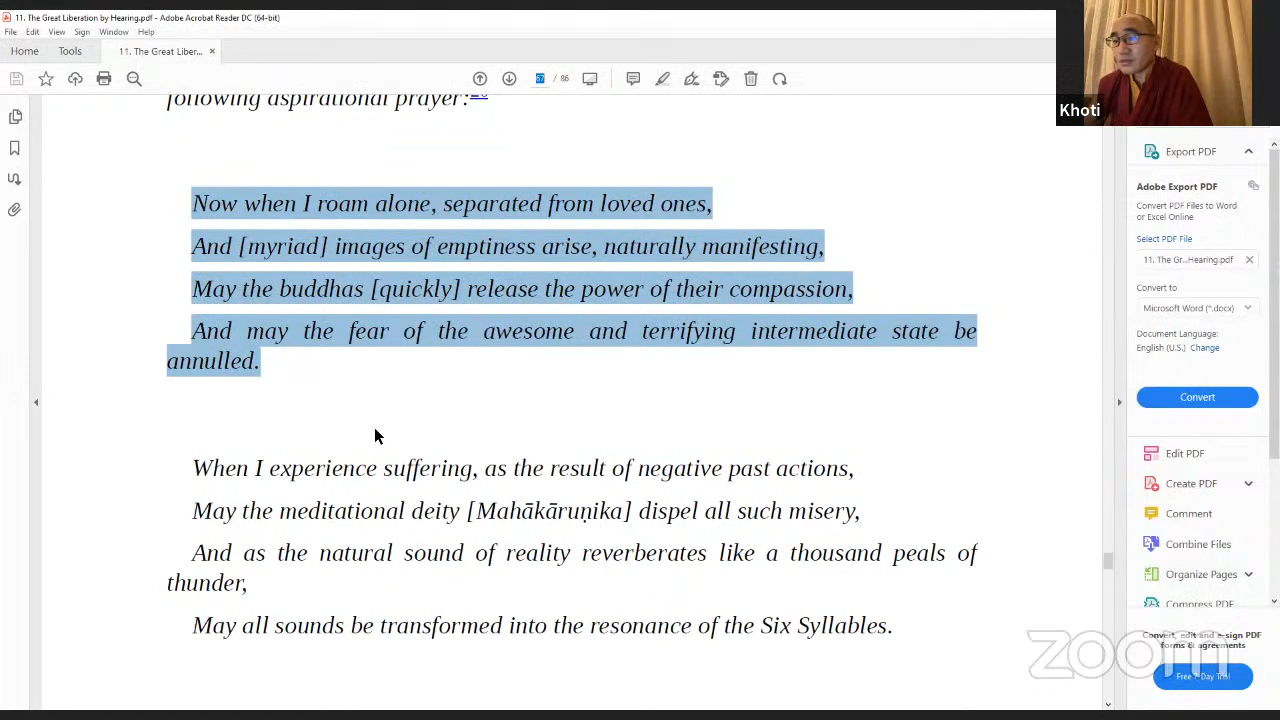 11. The Great Liberation by Hearing.pdf - Adobe Acrobat Reader DC (64-bit)
File Edit View Sign Window Help
Home Tools 11. The Great Liber... ×
67 / 86
following aspirational prayer:20
Now when I roam alone, separated from loved ones,
And [myriad] images of emptiness arise, naturally manifesting,
May the buddhas [quickly] release the power of their compassion,
And may the fear of the awesome and terrifying intermediate state be
annulled.
When I experience suffering, as the result of negative past actions,
May the meditational deity [Mahākāruṇika] dispel all such misery,
And as the natural sound of reality reverberates like a thousand peals of
thunder,
May all sounds be transformed into the resonance of the Six Syllables.
Khoti
Export PDF
Adobe Export PDF
Convert PDF Files to Word
or Excel Online
Select PDF File
11. The Gr...Hearing.pdf
Convert to
Microsoft Word (*.docx)
Document Language:
English (U.S.) Change
Convert
Edit PDF
Create PDF
Comment
Combine Files
Organize Pages
Compress PDF
Convert, edit and e-sign PDF
forms & agreements
Free 7-Day Trial
zoom